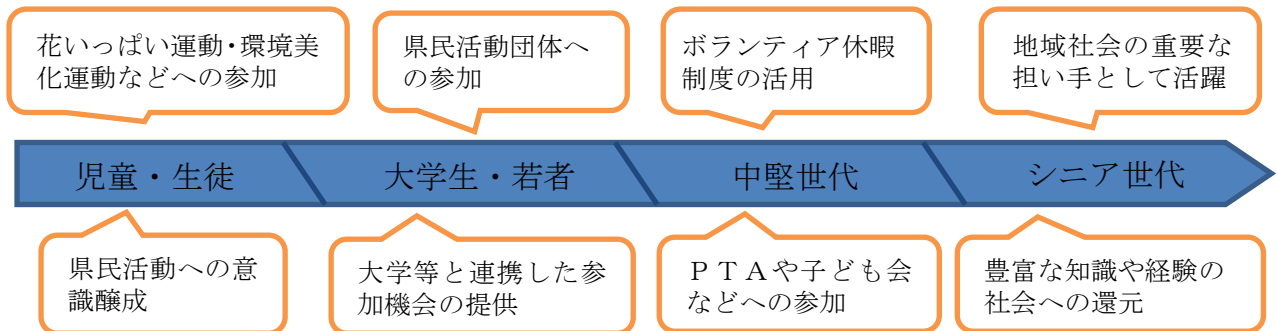 花いっぱい運動・環境美
化運動などへの参加
県民活動団体へ
の参加
ボランティア休暇
制度の活用
地域社会の重要な
担い手として活躍
児童・生徒
大学生・若者
中堅世代
シニア世代
県民活動への意
識醸成
大学等と連携した参
加機会の提供
ＰＴＡや子ども会
などへの参加
豊富な知識や経験の
社会への還元